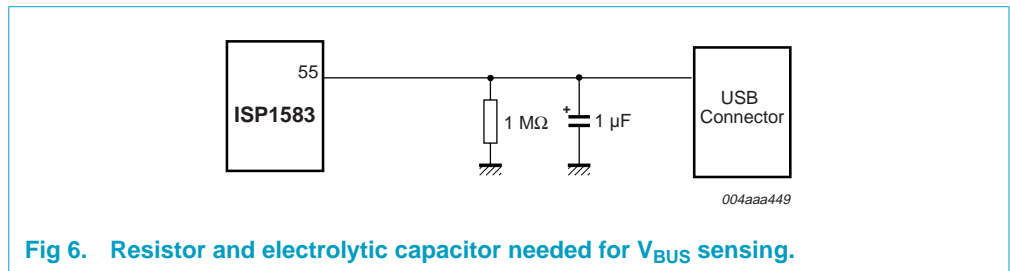 55
ISP1583
1 MΩ
+
1 µF
USB
Connector
004aaa449
Fig 6. Resistor and electrolytic capacitor needed for VBUS sensing.